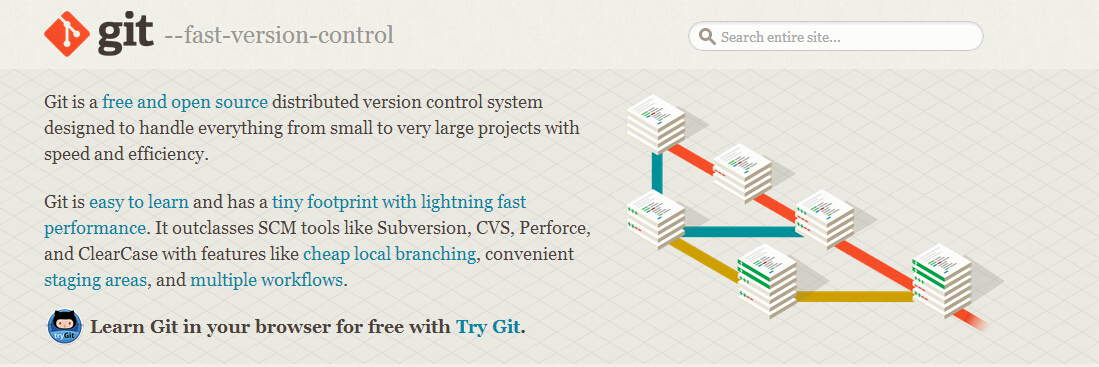 git --fast-version-control
Search entire site...
Git is a free and open source distributed version control system
designed to handle everything from small to very large projects with
speed and efficiency.
Git is easy to learn and has a tiny footprint with lightning fast
performance. It outclasses SCM tools like Subversion, CVS, Perforce,
and ClearCase with features like cheap local branching, convenient
staging areas, and multiple workflows.
tryGit
Learn Git in your browser for free with Try Git.